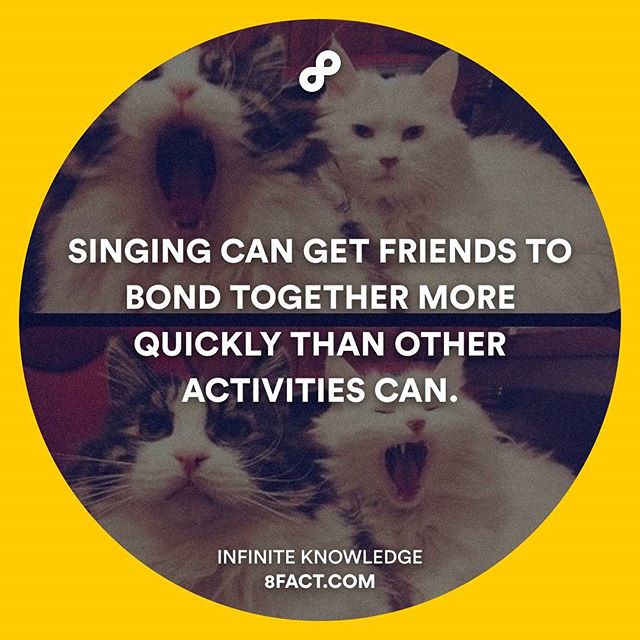 SINGING CAN GET FRIENDS TO
BOND TOGETHER MORE
QUICKLY THAN OTHER
ACTIVITIES CAN.
INFINITE KNOWLEDGE
8FACT.COM